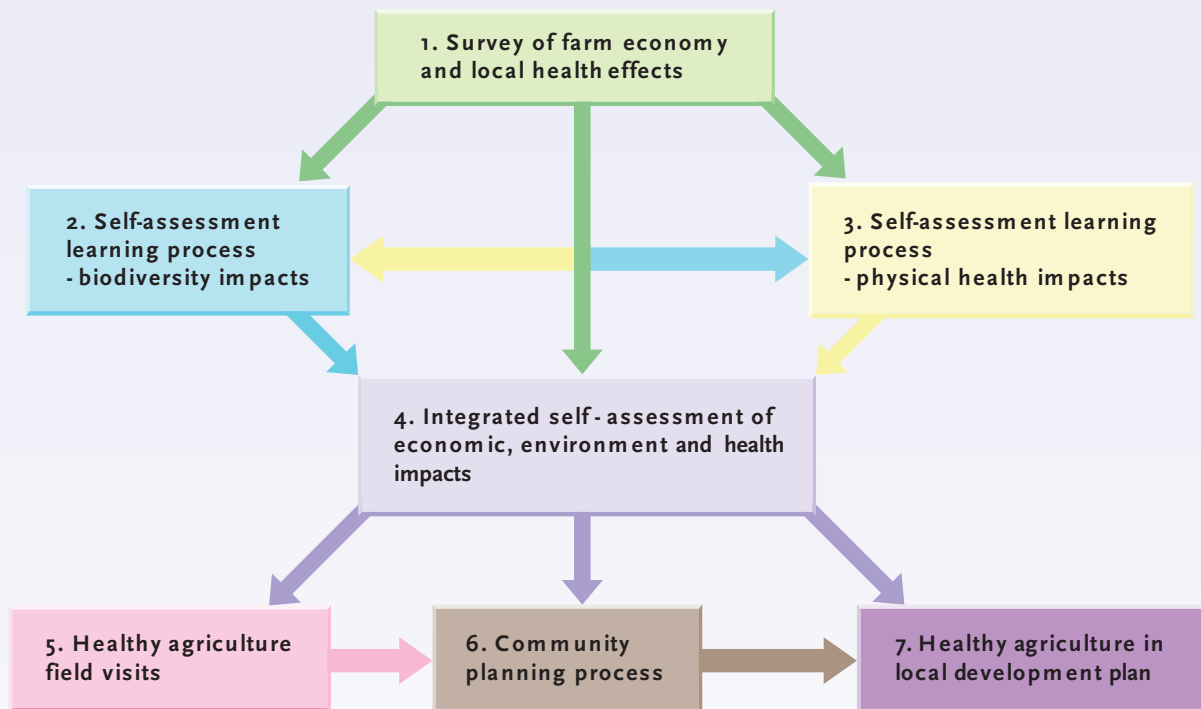 1. Survey of farm economy
and local health effects
2. Self-assessment
learning process
- biodiversity impacts
3. Self-assessment learning
process
- physical health impacts
4. Integrated self-assessment of
economic, environment and health
impacts
5. Healthy agriculture
field visits
6. Community
planning process
7. Healthy agriculture in
local development plan